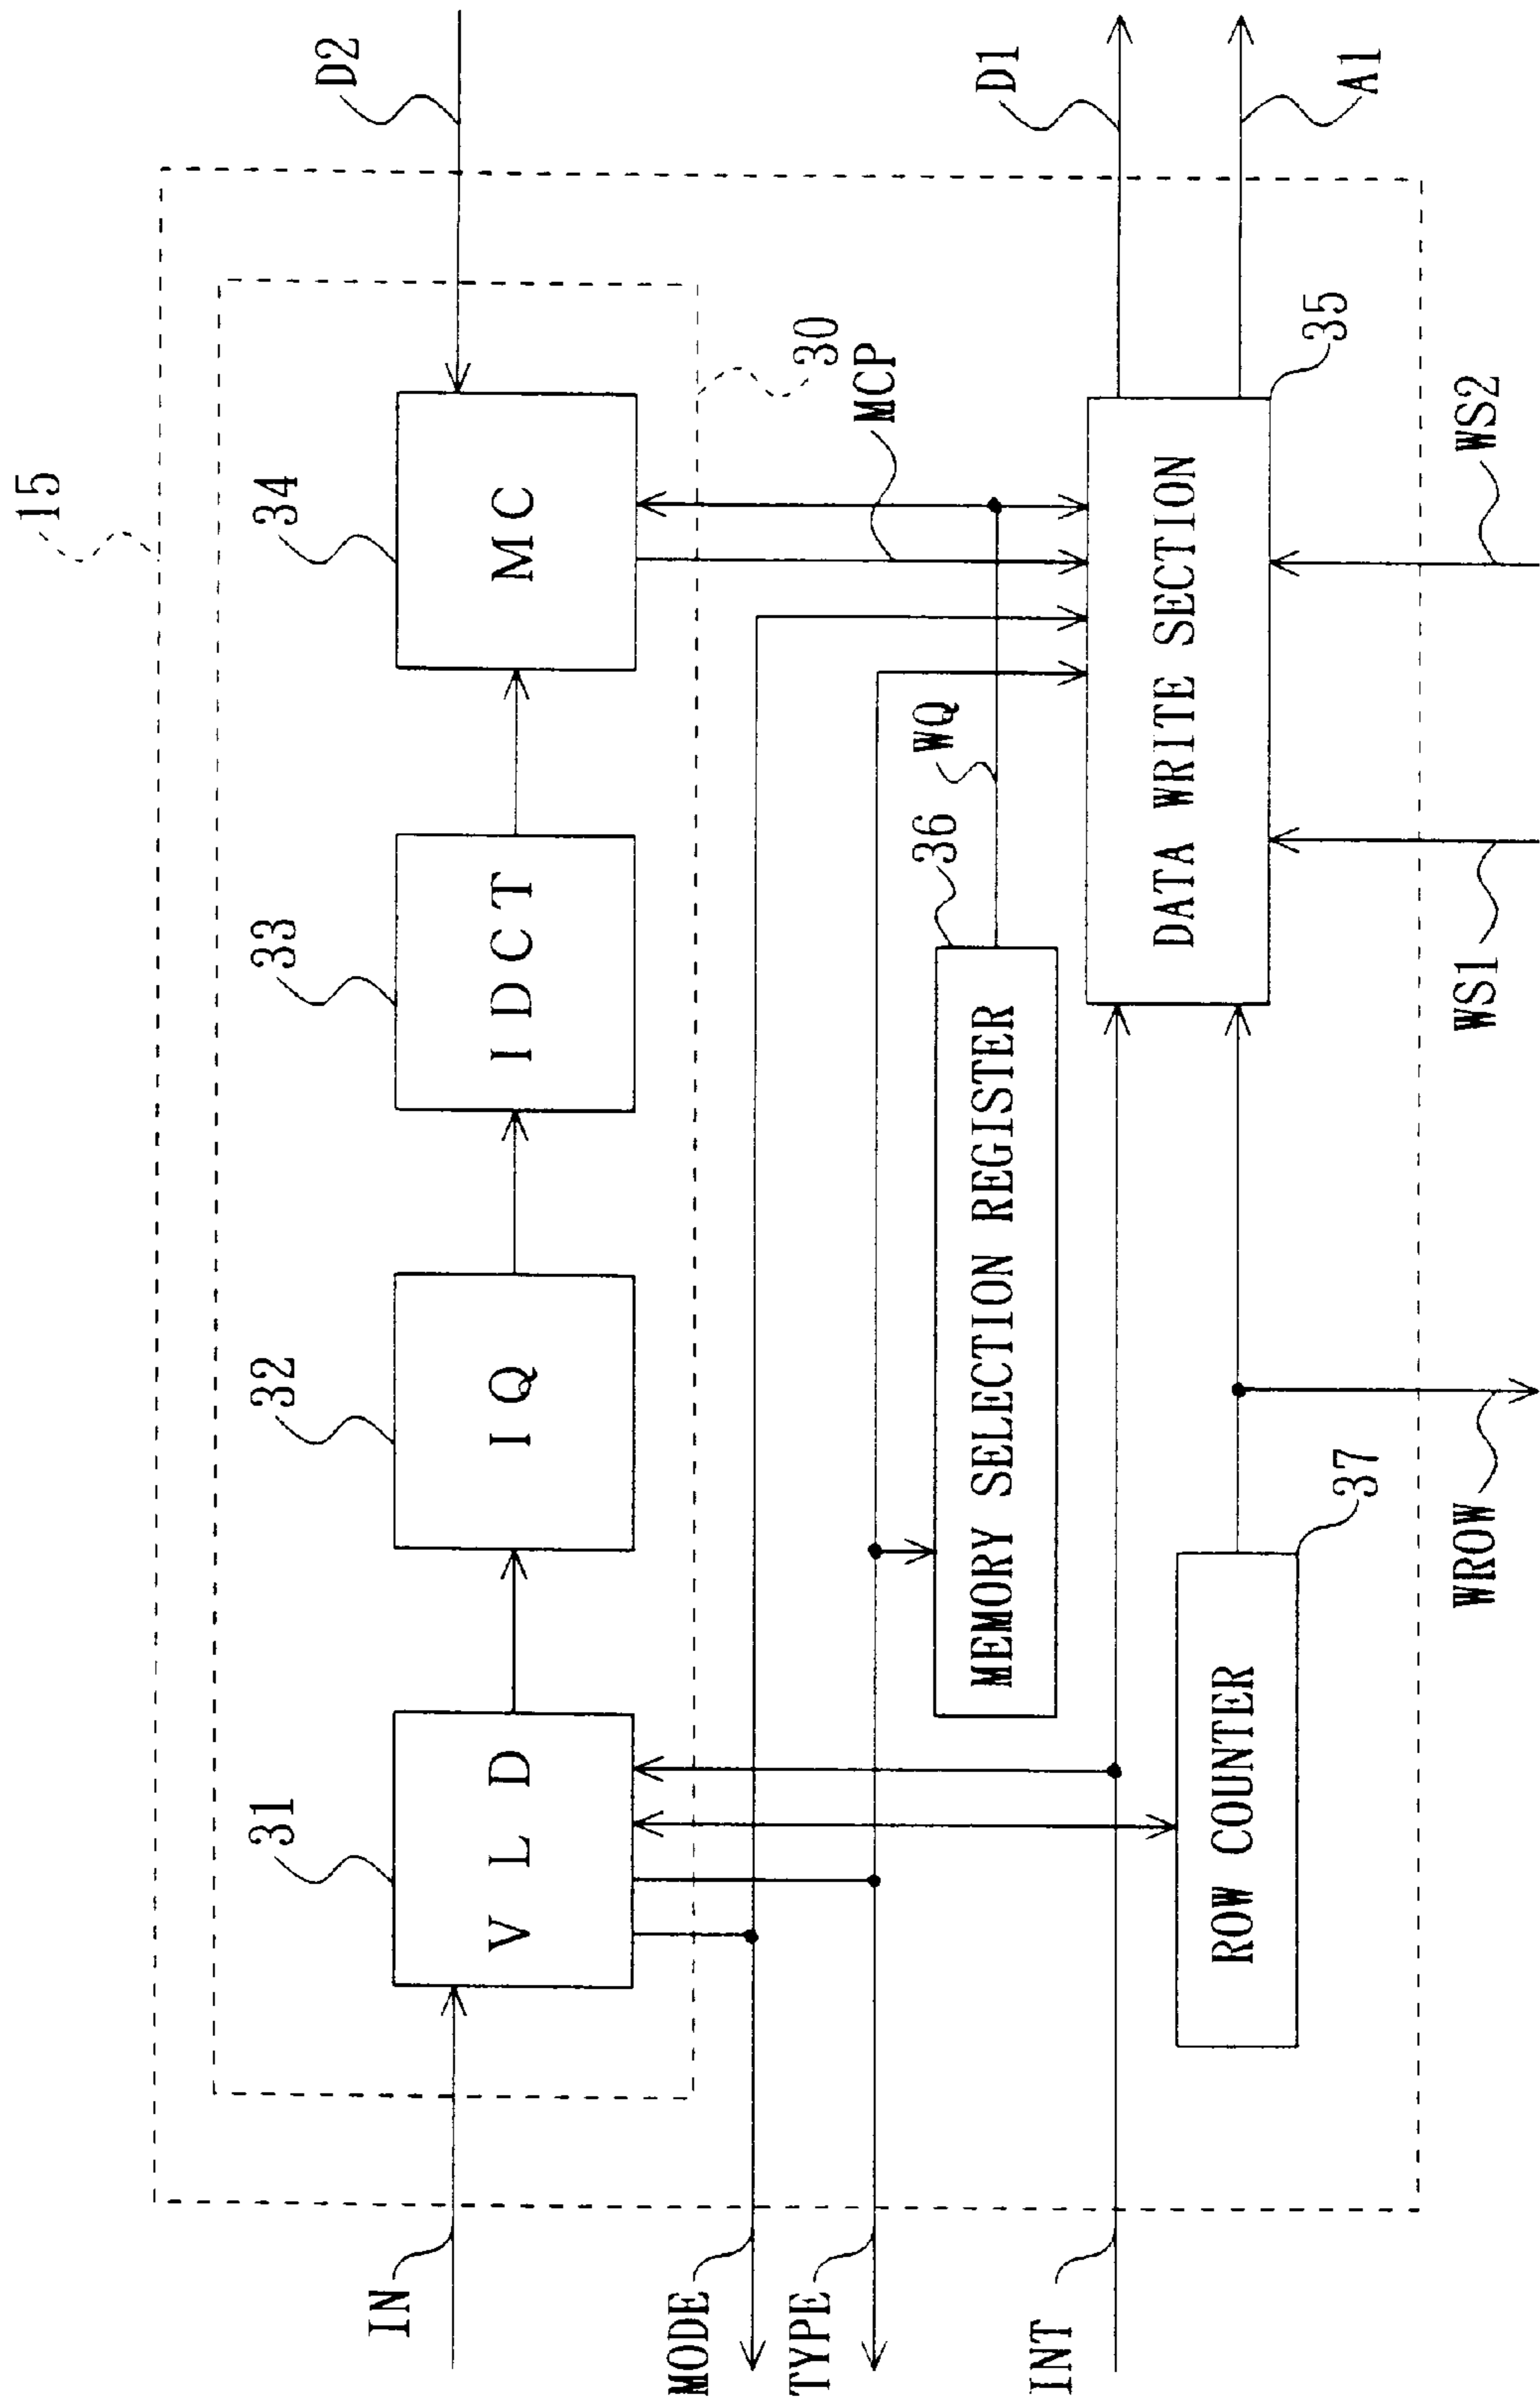 15
D2
34
33
32
31
MC
IDCT
IQ
VLD
IN
30
MCP
MODE
TYPE
WQ
36
MEMORY SELECTION REGISTER
D1
A1
DATA WRITE SECTION
35
INT
ROW COUNTER
37
WROW
WS1
WS2